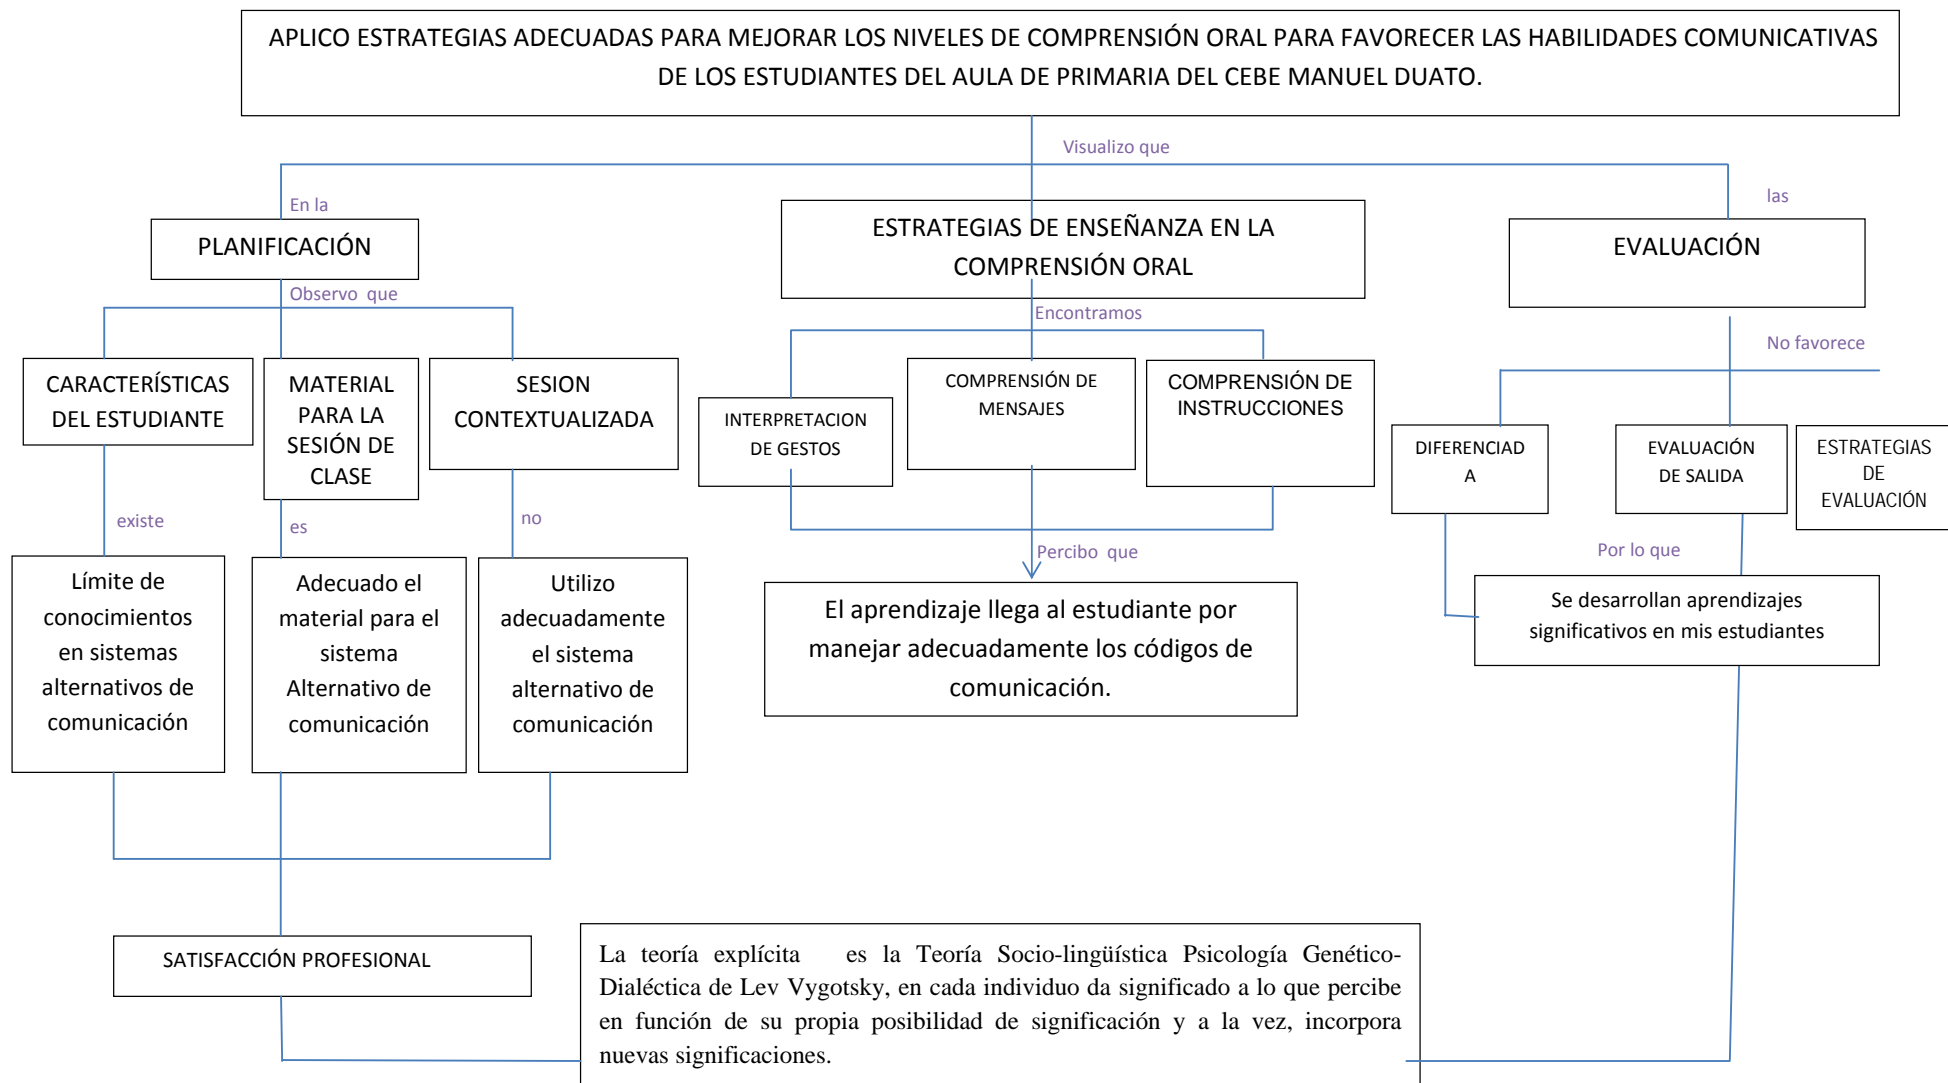 APLICO ESTRATEGIAS ADECUADAS PARA MEJORAR LOS NIVELES DE COMPRENSIÓN ORAL PARA FAVORECER LAS HABILIDADES COMUNICATIVAS
DE LOS ESTUDIANTES DEL AULA DE PRIMARIA DEL CEBE MANUEL DUATO.
Visualizo que
En la
las
PLANIFICACIÓN
ESTRATEGIAS DE ENSEÑANZA EN LA
COMPRENSIÓN ORAL
EVALUACIÓN
Observo que
Encontramos
No favorece
CARACTERÍSTICAS
DEL ESTUDIANTE
MATERIAL
PARA LA
SESIÓN DE
CLASE
SESION
CONTEXTUALIZADA
INTERPRETACION
DE GESTOS
COMPRENSIÓN DE
MENSAJES
COMPRENSIÓN DE
INSTRUCCIONES
DIFERENCIAD
A
EVALUACIÓN
DE SALIDA
ESTRATEGIAS
DE
EVALUACIÓN
existe
es
no
Percibo que
Por lo que
Límite de
conocimientos
en sistemas
alternativos de
comunicación
Adecuado el
material para el
sistema
Alternativo de
comunicación
Utilizo
adecuadamente
el sistema
alternativo de
comunicación
El aprendizaje llega al estudiante por
manejar adecuadamente los códigos de
comunicación.
Se desarrollan aprendizajes
significativos en mis estudiantes
SATISFACCIÓN PROFESIONAL
La teoría explícita es la Teoría Socio-lingüística Psicología Genético-
Dialéctica de Lev Vygotsky, en cada individuo da significado a lo que percibe
en función de su propia posibilidad de significación y a la vez, incorpora
nuevas significaciones.